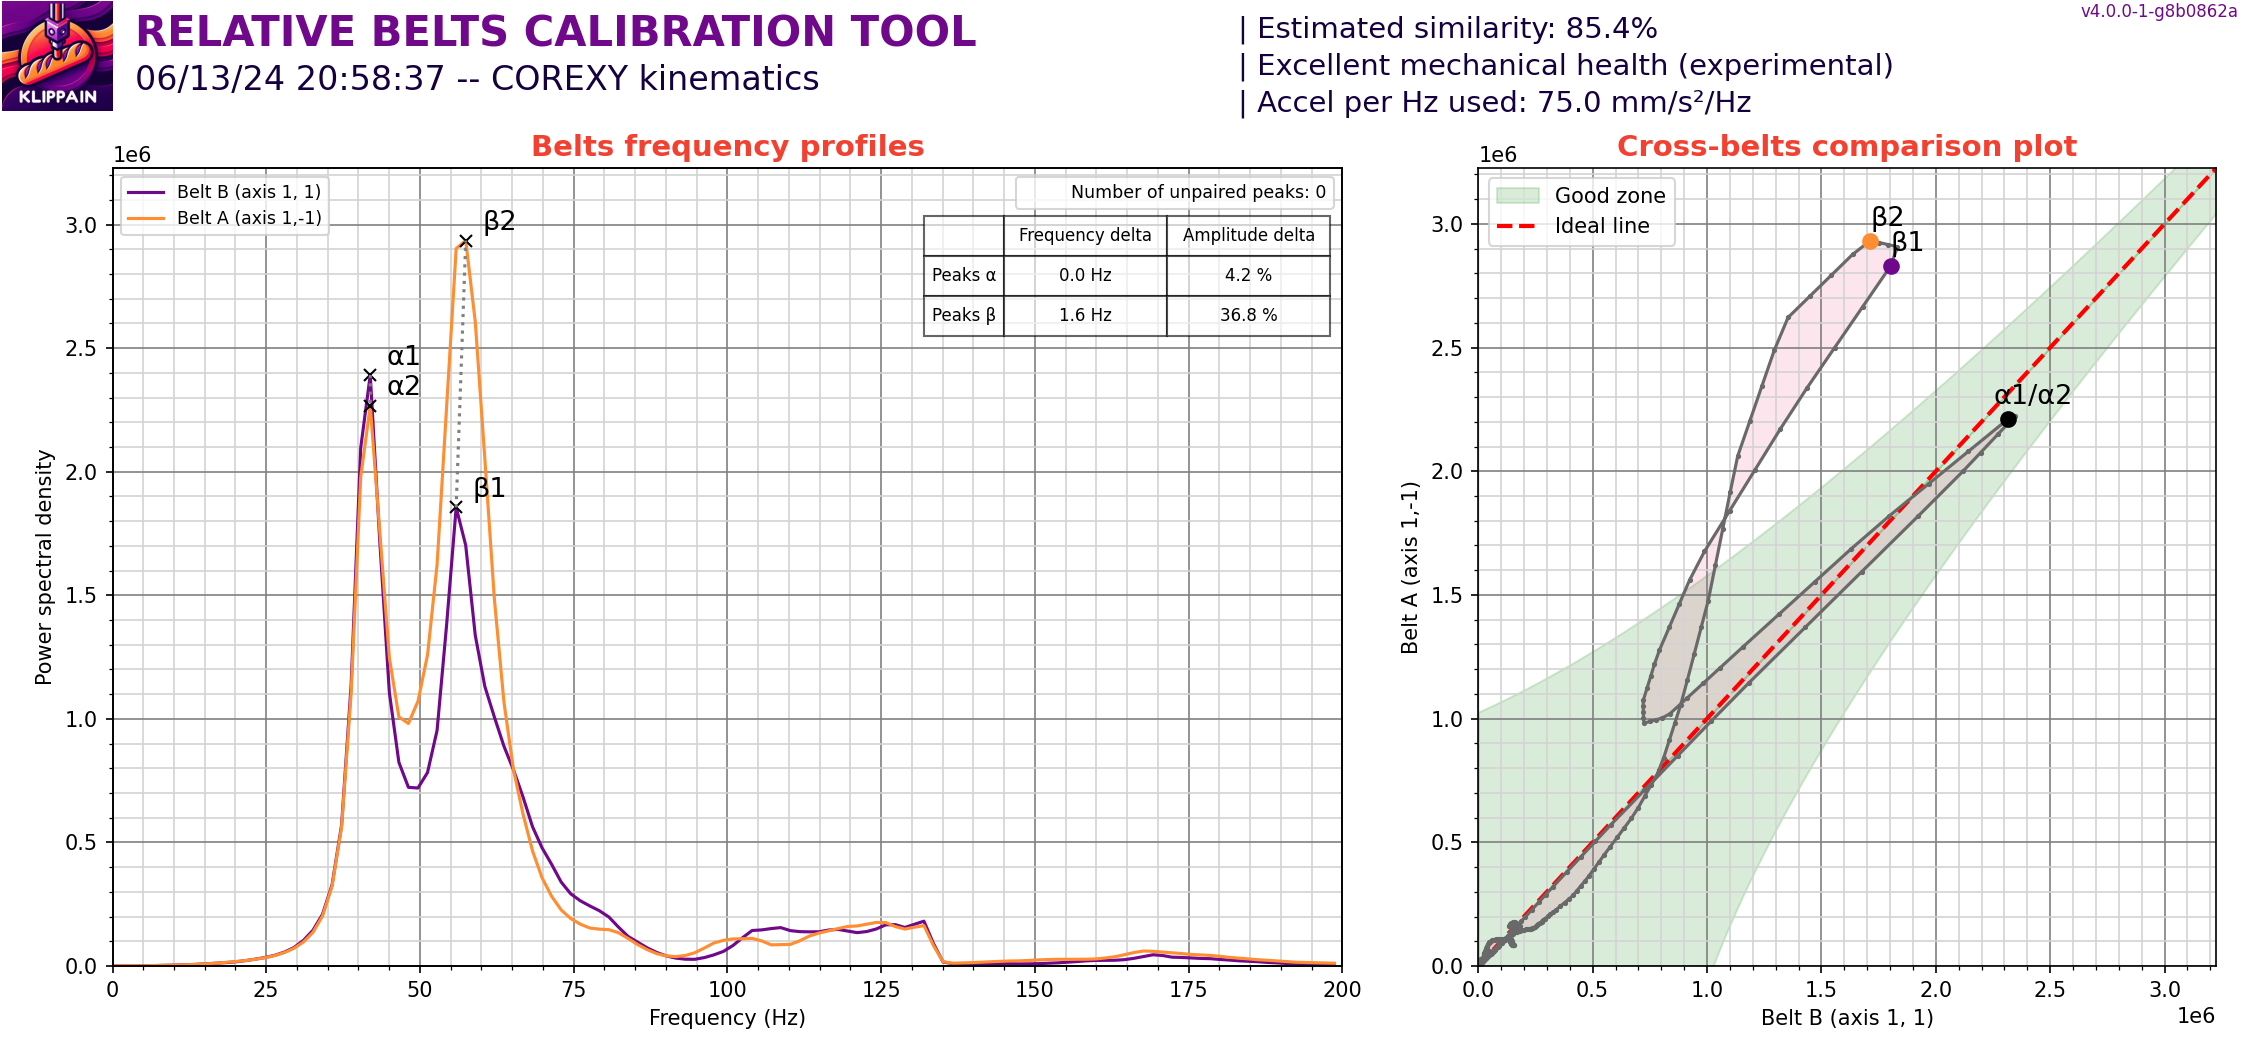 KLIPPAIN
RELATIVE BELTS CALIBRATION TOOL
06/13/24 20:58:37 -- COREXY kinematics
| Estimated similarity: 85.4%
| Excellent mechanical health (experimental)
| Accel per Hz used: 75.0 mm/s²/Hz
v4.0.0-1-g8b0862a
Belts frequency profiles
1e6
Belt B (axis 1, 1)
Belt A (axis 1,-1)
Number of unpaired peaks: 0
Frequency delta Amplitude delta
Peaks α 0.0 Hz 4.2 %
Peaks β 1.6 Hz 36.8 %
β2
α1
α2
β1
3.0
2.5
2.0
1.5
1.0
0.5
0.0
Power spectral density
0 25 50 75 100 125 150 175 200
Frequency (Hz)
Cross-belts comparison plot
1e6
Good zone
Ideal line
β2
β1
α1/α2
3.0
2.5
2.0
1.5
1.0
0.5
0.0
Belt A (axis 1,-1)
0.0 0.5 1.0 1.5 2.0 2.5 3.0
Belt B (axis 1, 1)
1e6